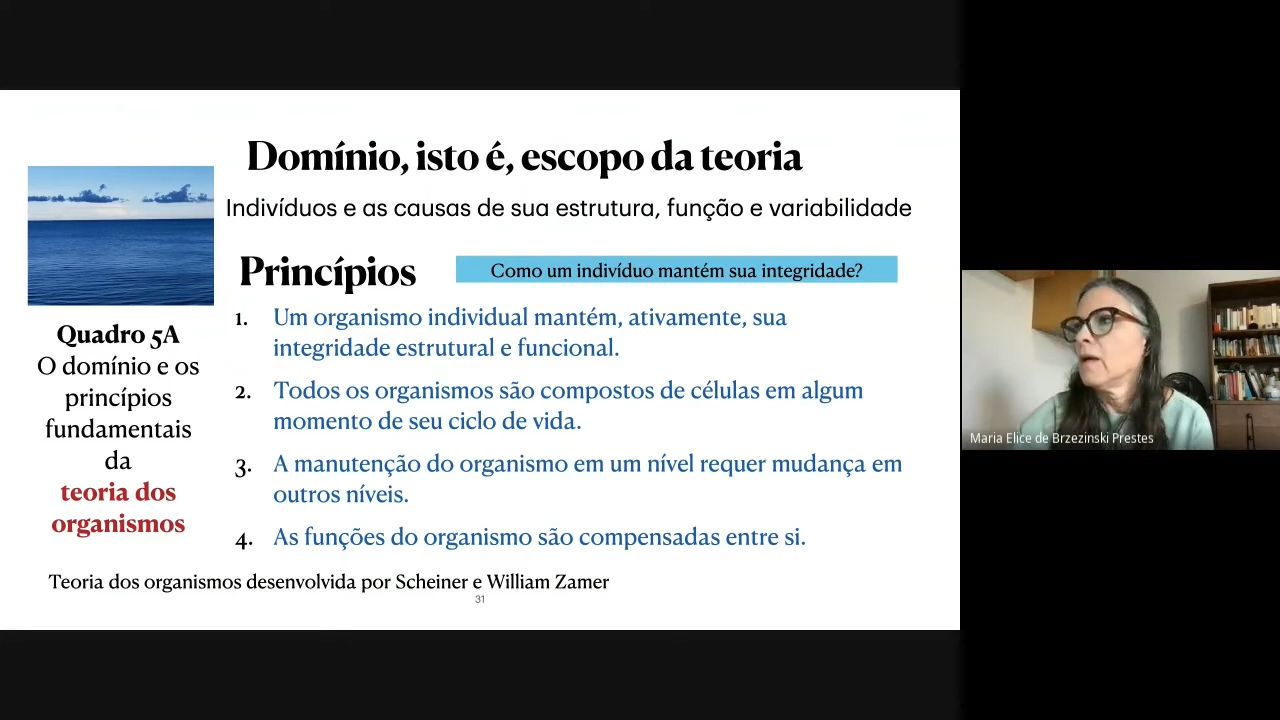 Domínio, isto é, escopo da teoria
Indivíduos e as causas de sua estrutura, função e variabilidade
Princípios
Como um indivíduo mantém sua integridade?
1. Um organismo individual mantém, ativamente, sua
integridade estrutural e funcional.
2. Todos os organismos são compostos de células em algum
momento de seu ciclo de vida.
3. A manutenção do organismo em um nível requer mudança em
outros níveis.
4. As funções do organismo são compensadas entre si.
Quadro 5A
O domínio e os
princípios
fundamentais
da
teoria dos
organismos
Teoria dos organismos desenvolvida por Scheiner e William Zamer
31
Maria Elice de Brzezinski Prestes